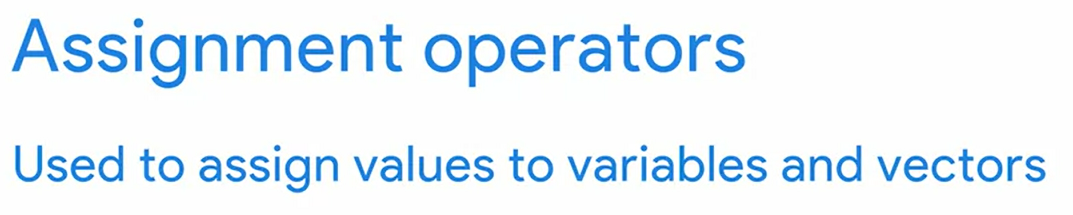 Assignment operators
Used to assign values to variables and vectors